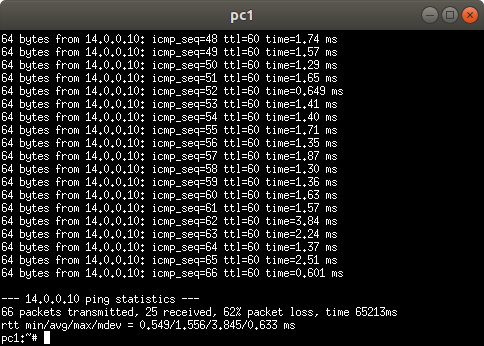 pc1
64 bytes from 14.0.0.10: icmp_seq=48 ttl=60 time=1.74 ms
64 bytes from 14.0.0.10: icmp_seq=49 ttl=60 time=1.57 ms
64 bytes from 14.0.0.10: icmp_seq=50 ttl=60 time=1.29 ms
64 bytes from 14.0.0.10: icmp_seq=51 ttl=60 time=1.65 ms
64 bytes from 14.0.0.10: icmp_seq=52 ttl=60 time=0.649 ms
64 bytes from 14.0.0.10: icmp_seq=53 ttl=60 time=1.41 ms
64 bytes from 14.0.0.10: icmp_seq=54 ttl=60 time=1.40 ms
64 bytes from 14.0.0.10: icmp_seq=55 ttl=60 time=1.71 ms
64 bytes from 14.0.0.10: icmp_seq=56 ttl=60 time=1.35 ms
64 bytes from 14.0.0.10: icmp_seq=57 ttl=60 time=1.87 ms
64 bytes from 14.0.0.10: icmp_seq=58 ttl=60 time=1.30 ms
64 bytes from 14.0.0.10: icmp_seq=59 ttl=60 time=1.36 ms
64 bytes from 14.0.0.10: icmp_seq=60 ttl=60 time=1.63 ms
64 bytes from 14.0.0.10: icmp_seq=61 ttl=60 time=1.57 ms
64 bytes from 14.0.0.10: icmp_seq=62 ttl=60 time=3.84 ms
64 bytes from 14.0.0.10: icmp_seq=63 ttl=60 time=2.24 ms
64 bytes from 14.0.0.10: icmp_seq=64 ttl=60 time=1.37 ms
64 bytes from 14.0.0.10: icmp_seq=65 ttl=60 time=2.51 ms
64 bytes from 14.0.0.10: icmp_seq=66 ttl=60 time=0.601 ms
--- 14.0.0.10 ping statistics ---
66 packets transmitted, 25 received, 62% packet loss, time 65213ms
rtt min/avg/max/mdev = 0.549/1.556/3.845/0.633 ms
pc1:~#